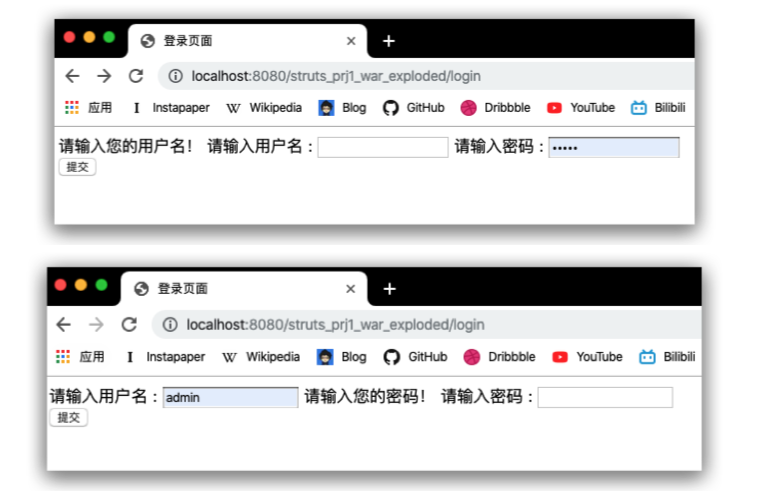 登录页面
localhost:8080/struts_prj1_war_exploded/login
应用 Instapaper Wikipedia Blog GitHub Dribbble YouTube Bilibili
请输入您的用户名! 请输入用户名: 请输入密码:•••••
提交
登录页面
localhost:8080/struts_prj1_war_exploded/login
应用 Instapaper Wikipedia Blog GitHub Dribbble YouTube Bilibili
请输入用户名:admin 请输入您的密码! 请输入密码:
提交